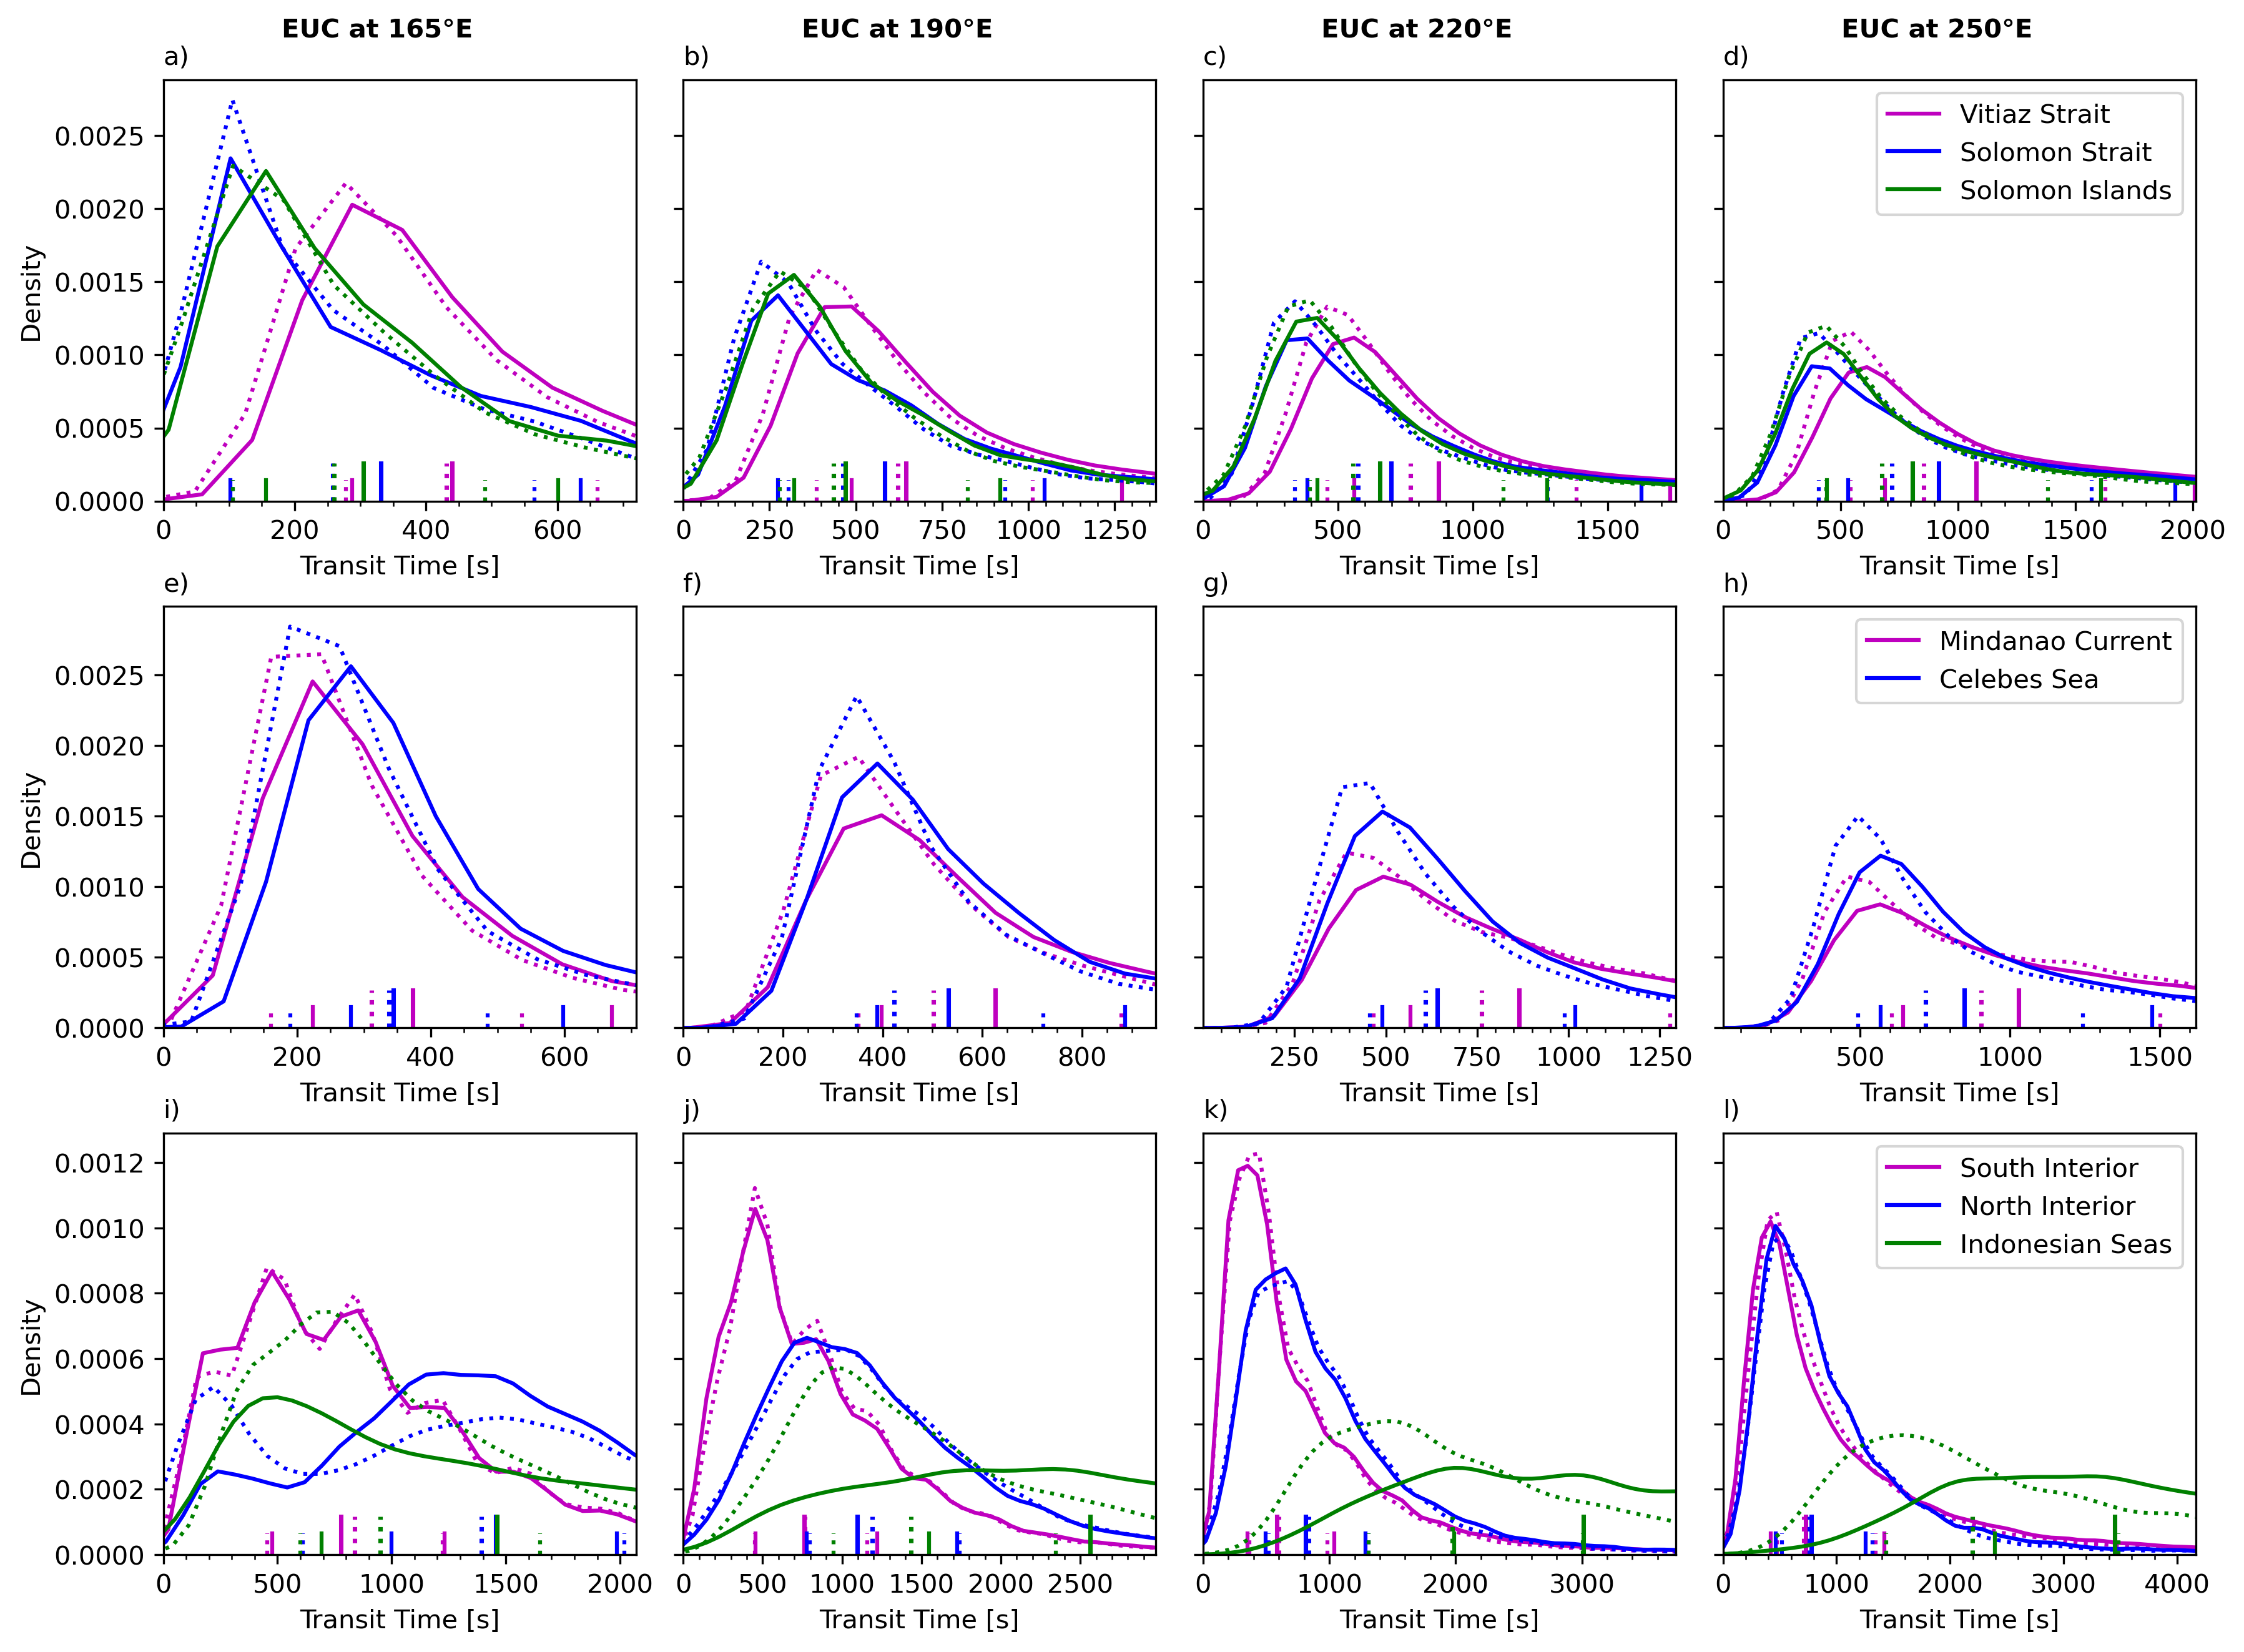 EUC at 165°E EUC at 190°E EUC at 220°E EUC at 250°E
a) b) c) d)
Vitiaz Strait
Solomon Strait
Solomon Islands
Density
0.0025
0.0020
0.0015
0.0010
0.0005
0.0000
0 200 400 600
0 250 500 750 1000 1250
0 500 1000 1500
0 500 1000 1500 2000
Transit Time [s] Transit Time [s] Transit Time [s] Transit Time [s]
e) f) g) h)
Mindanao Current
Celebes Sea
Density
0.0025
0.0020
0.0015
0.0010
0.0005
0.0000
0 200 400 600
0 200 400 600 800
250 500 750 1000 1250
500 1000 1500
Transit Time [s] Transit Time [s] Transit Time [s] Transit Time [s]
i) j) k) l)
South Interior
North Interior
Indonesian Seas
Density
0.0012
0.0010
0.0008
0.0006
0.0004
0.0002
0.0000
0 500 1000 1500 2000
0 500 1000 1500 2000 2500
0 1000 2000 3000
0 1000 2000 3000 4000
Transit Time [s] Transit Time [s] Transit Time [s] Transit Time [s]